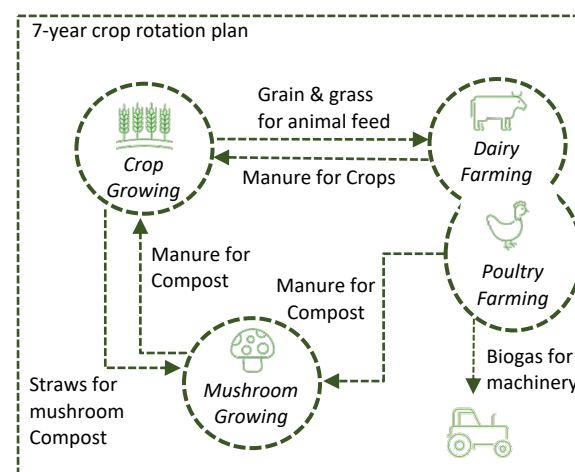 7-year crop rotation plan
Grain & grass
for animal feed
Crop
Growing
Dairy
Farming
Manure for Crops
Manure for
Compost
Manure for
Compost
Poultry
Farming
Biogas for
machinery
Straws for
mushroom
Compost
Mushroom
Growing